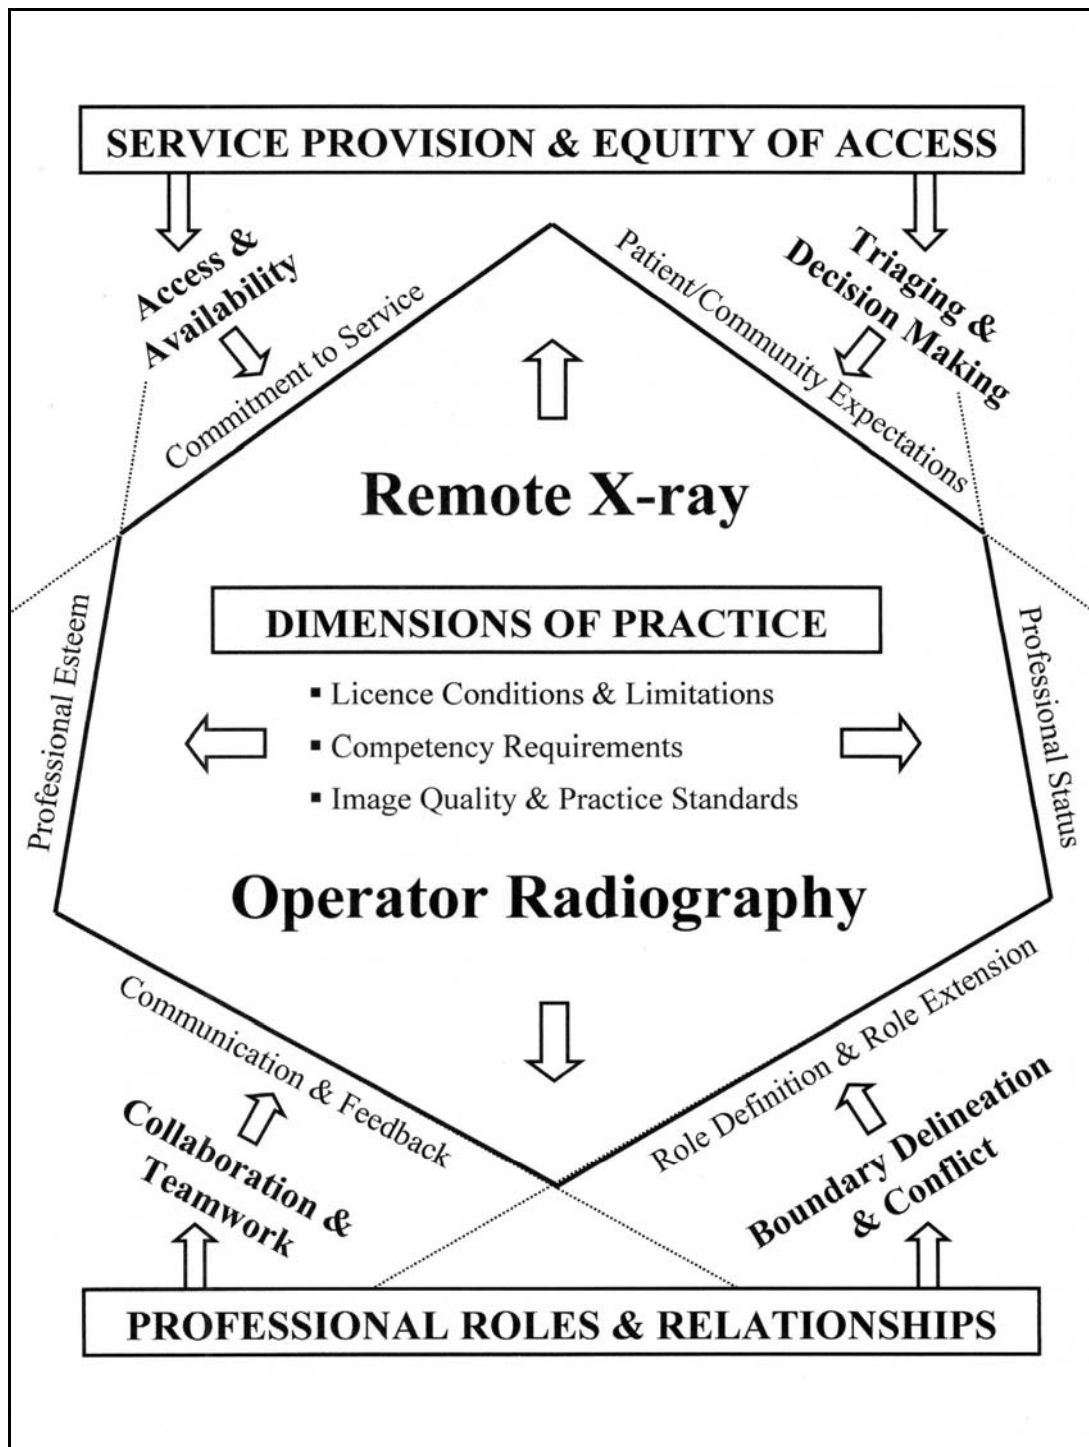 SERVICE PROVISION & EQUITY OF ACCESS
Access &
Availability
Commitment to Service
Patient/Community Expectations
Triaging &
Decision Making
Remote X-ray
DIMENSIONS OF PRACTICE
▪ Licence Conditions & Limitations
▪ Competency Requirements
▪ Image Quality & Practice Standards
Professional Esteem
Professional Status
Operator Radiography
Communication & Feedback
Collaboration &
Teamwork
Role Definition & Role Extension
Boundary Delineation
& Conflict
PROFESSIONAL ROLES & RELATIONSHIPS